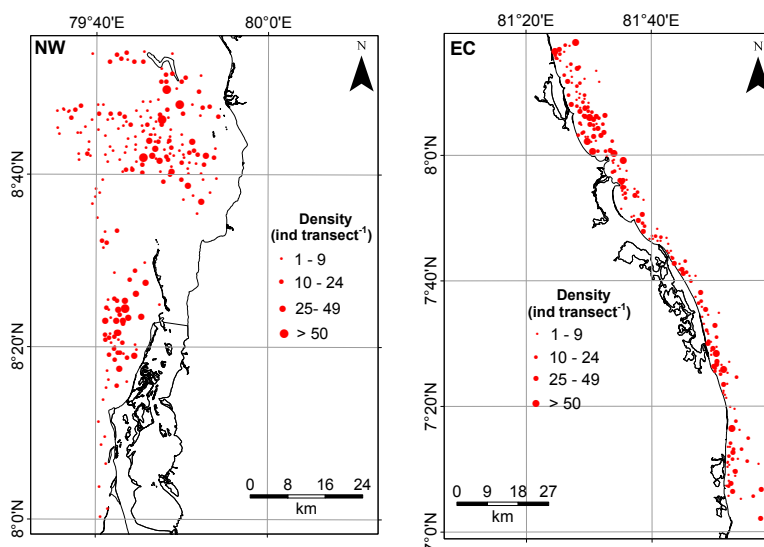 79°40'E
80°0'E
NW
N
8°40'N
8°20'N
8°0'N
Density
(ind transect-1)
1 - 9
10 - 24
25- 49
> 50
0 8 16 24
km
81°20'E
81°40'E
EC
N
8°0'N
7°40'N
7°20'N
7°0'N
Density
(ind transect-1)
1 - 9
10 - 24
25 - 49
> 50
0 9 18 27
km